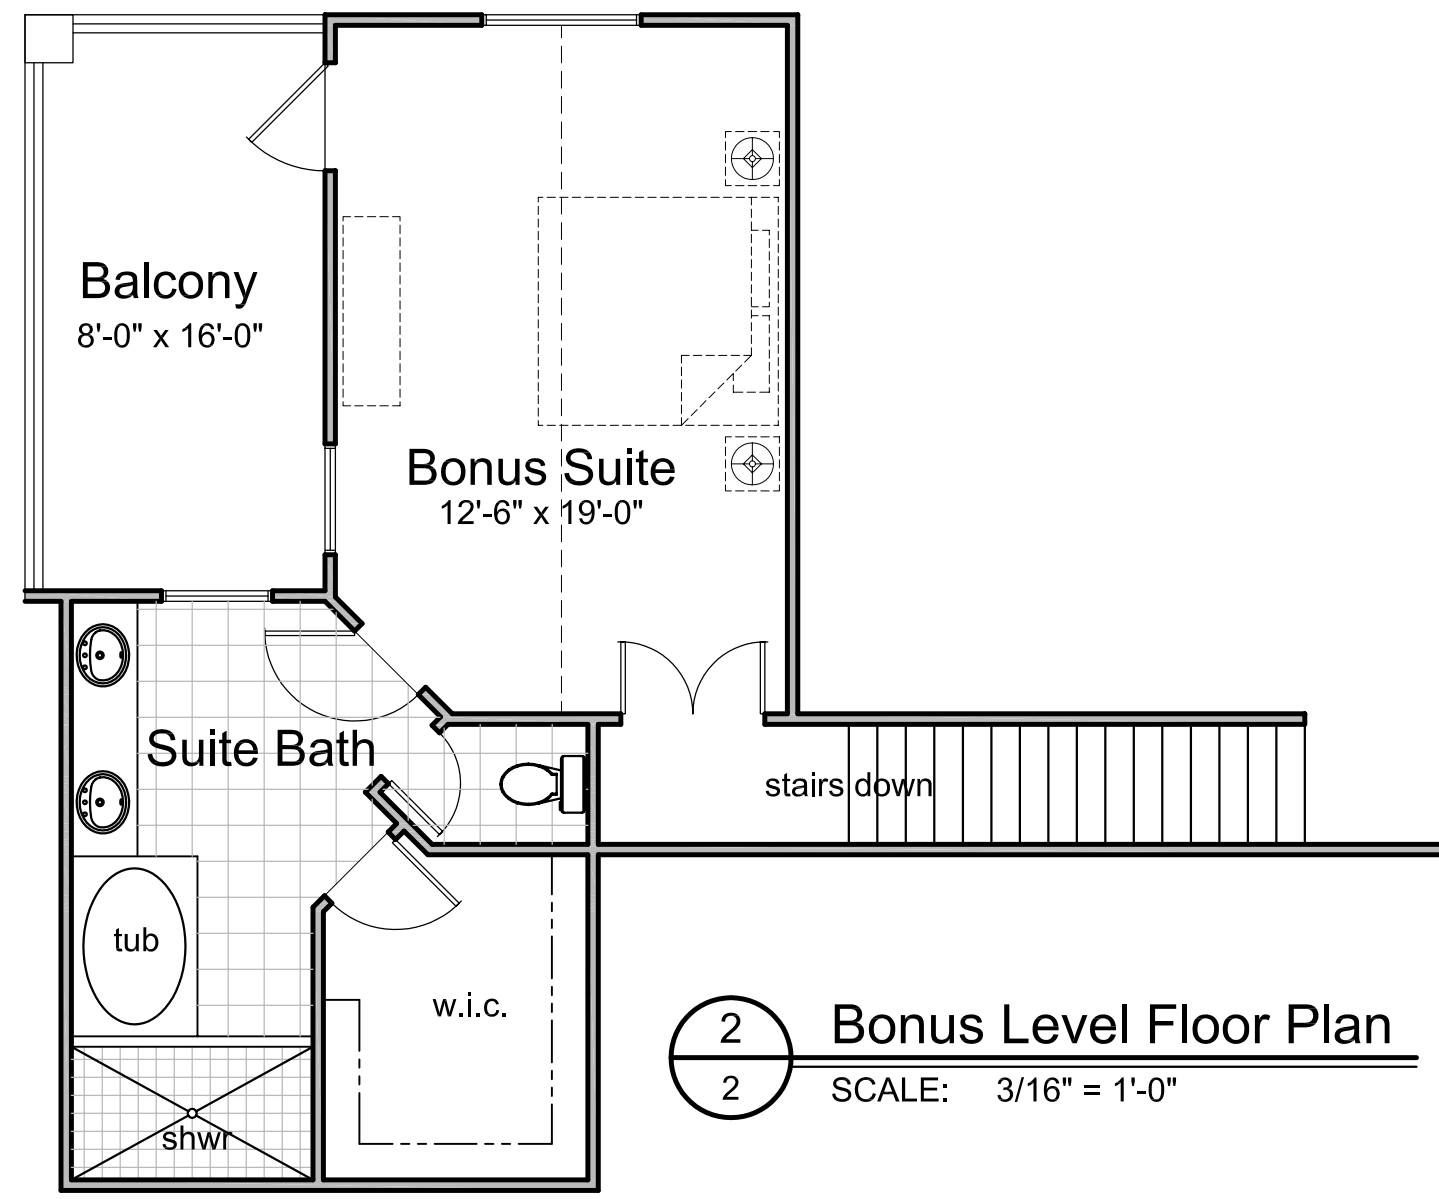 Balcony
8'-0" x 16'-0"
Bonus Suite
12'-6" x 19'-0"
Suite Bath
stairs down
tub
w.i.c.
shwr
2
2
Bonus Level Floor Plan
SCALE: 3/16" = 1'-0"